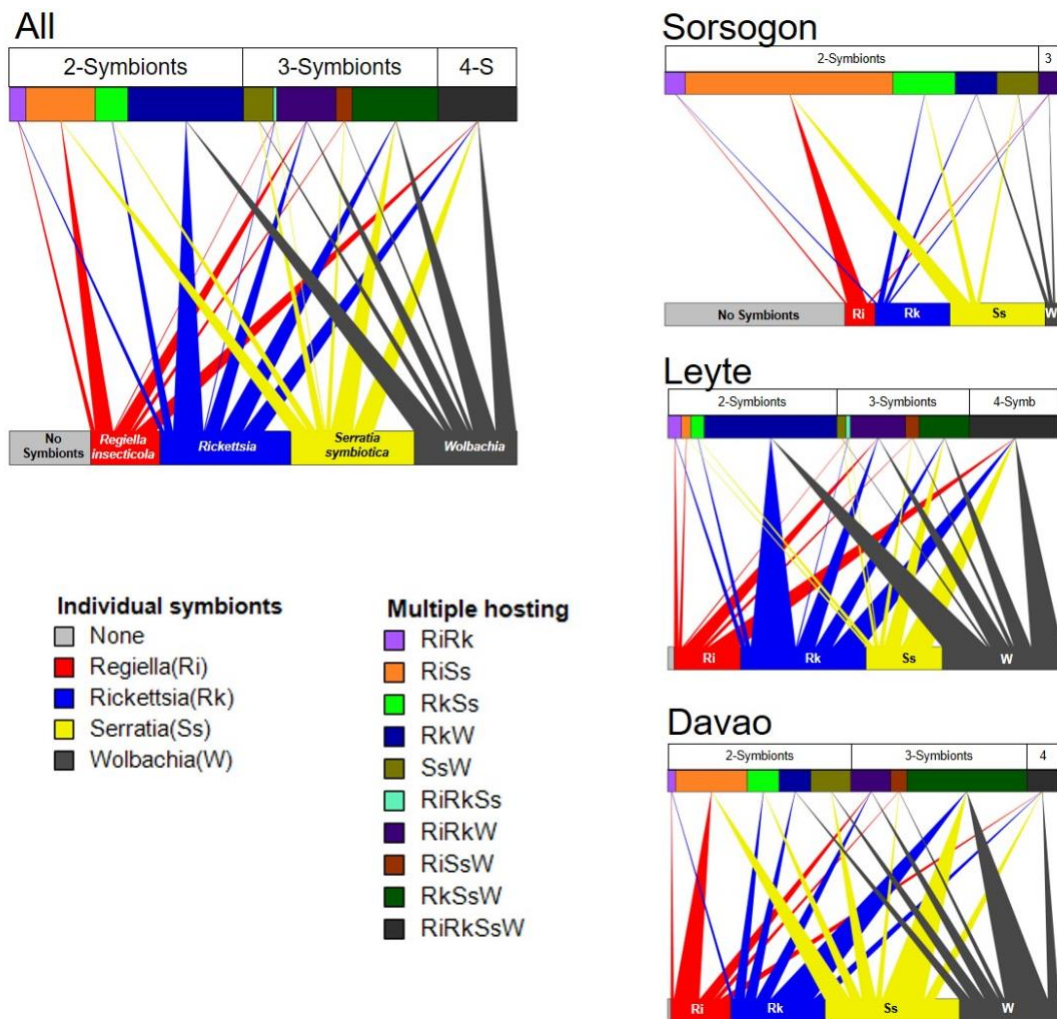 All
2-Symbionts 3-Symbionts 4-S
No Symbionts
Regiella insecticola
Rickettsia
Serratia symbiotica
Wolbachia
Sorsogon
2-Symbionts 3
No Symbionts Ri Rk Ss W
Leyte
2-Symbionts 3-Symbionts 4-Symb
Ri Rk Ss W
Davao
2-Symbionts 3-Symbionts 4
Ri Rk Ss W
Individual symbionts
None
Regiella(Ri)
Rickettsia(Rk)
Serratia(Ss)
Wolbachia(W)
Multiple hosting
RiRk
RiSs
RkSs
RkW
SsW
RiRkSs
RiRkW
RiSsW
RkSsW
RiRkSsW